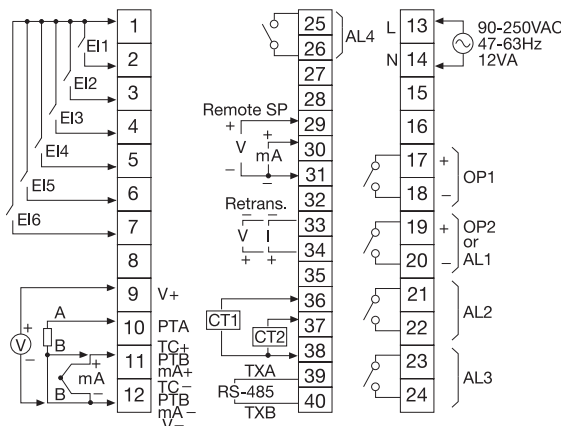 1
EI1
2
EI2
3
EI3
4
EI4
5
EI5
6
EI6
7
8
9 V+
+
V
−
A
10 PTA
B
TC+
11 PTB
mA+
+
mA
−
B
TC−
12 PTB
mA−
V−
25
AL4
26
27
28
Remote SP
29
+
V
−
+
mA
−
30
31
32
Retrans.
33
− −
V I
+ +
34
35
36
CT1
37
CT2
38
TXA 39
RS-485
TXB 40
L 13
90-250VAC
47-63Hz
12VA
N 14
15
16
17 +
OP1
18 −
19 +
OP2
or
AL1
20 −
21
AL2
22
23
AL3
24